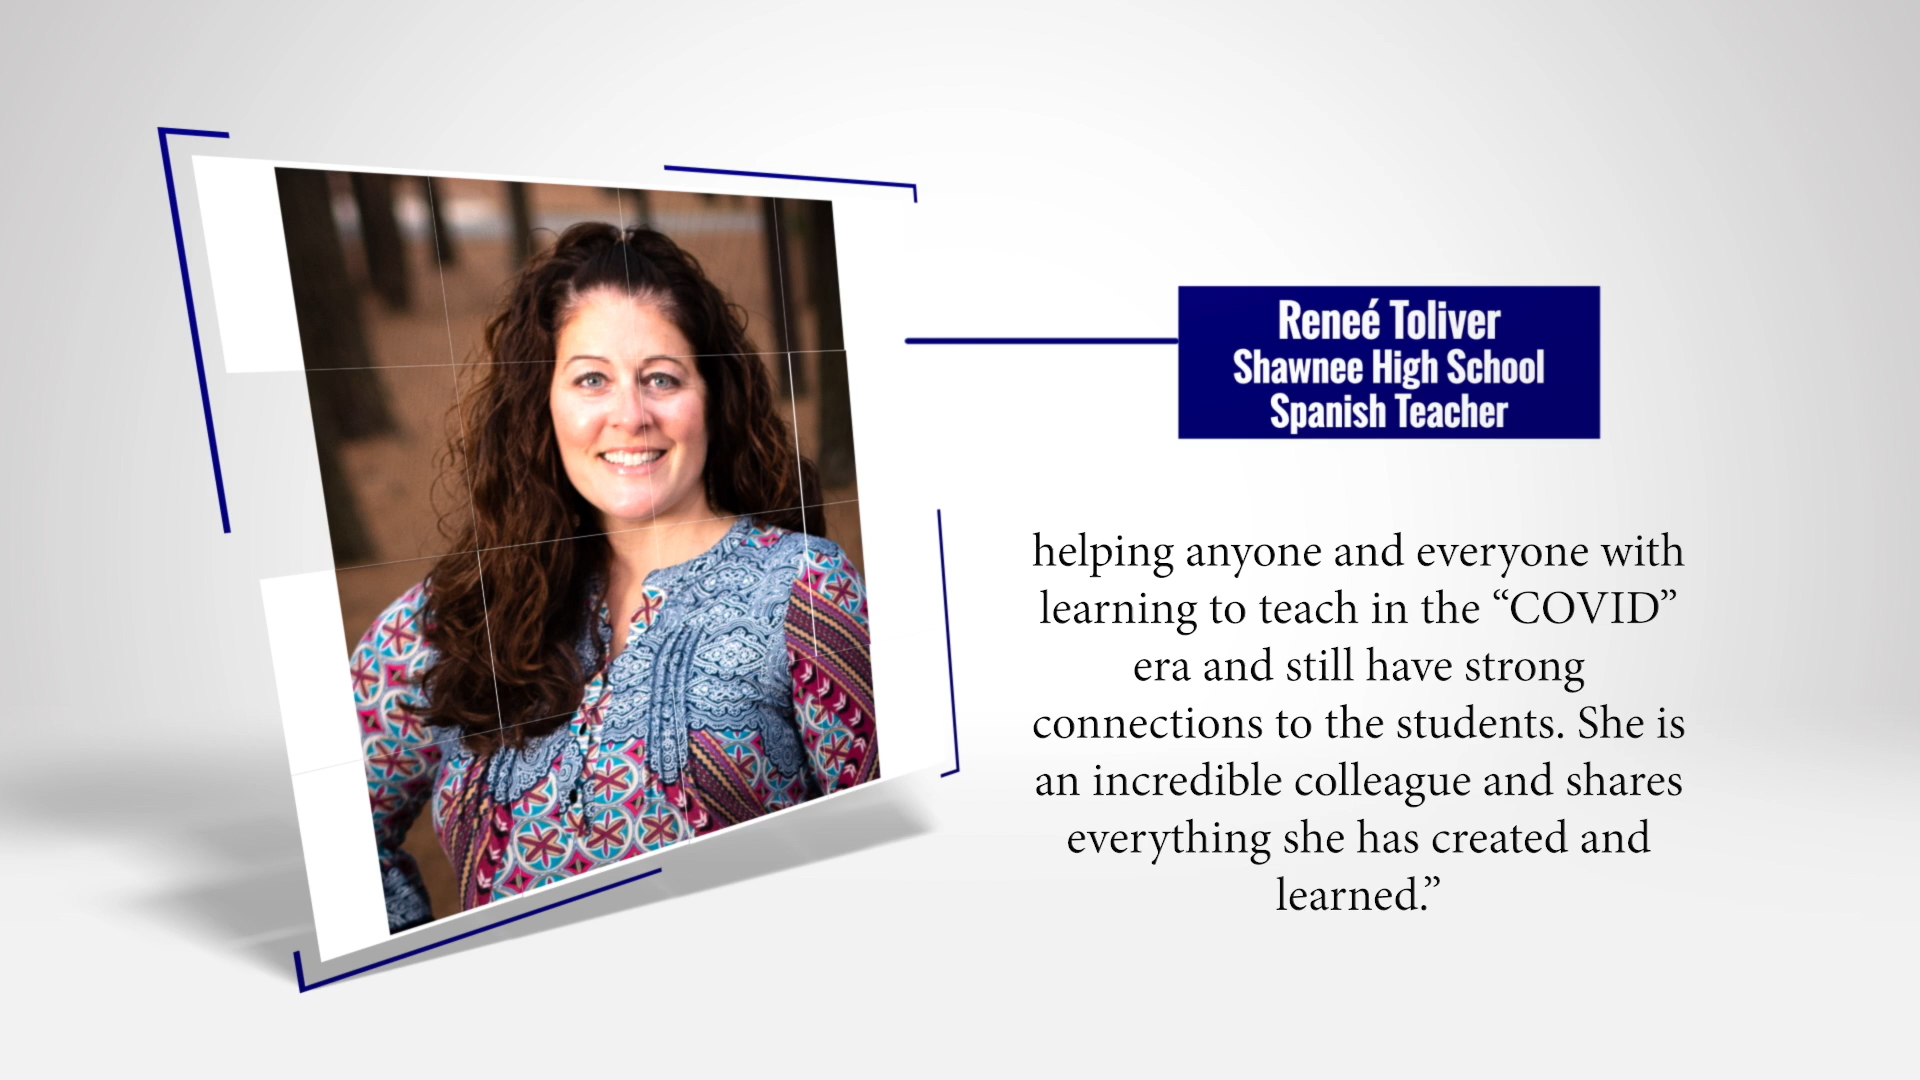 Reneé Toliver
Shawnee High School
Spanish Teacher
helping anyone and everyone with
learning to teach in the “COVID”
era and still have strong
connections to the students. She is
an incredible colleague and shares
everything she has created and
learned.”